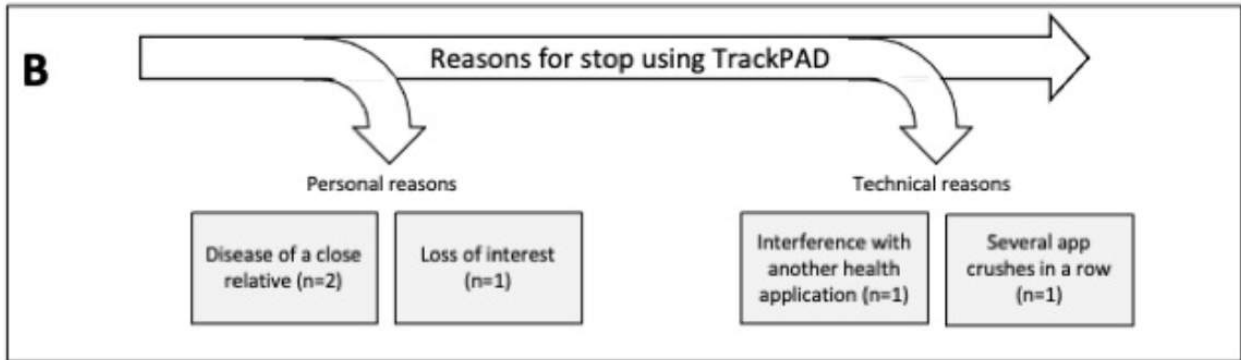 B
Reasons for stop using TrackPAD
Personal reasons
Technical reasons
Disease of a close
relative (n=2)
Loss of interest
(n=1)
Interference with
another health
application (n=1)
Several app
crushes in a row
(n=1)